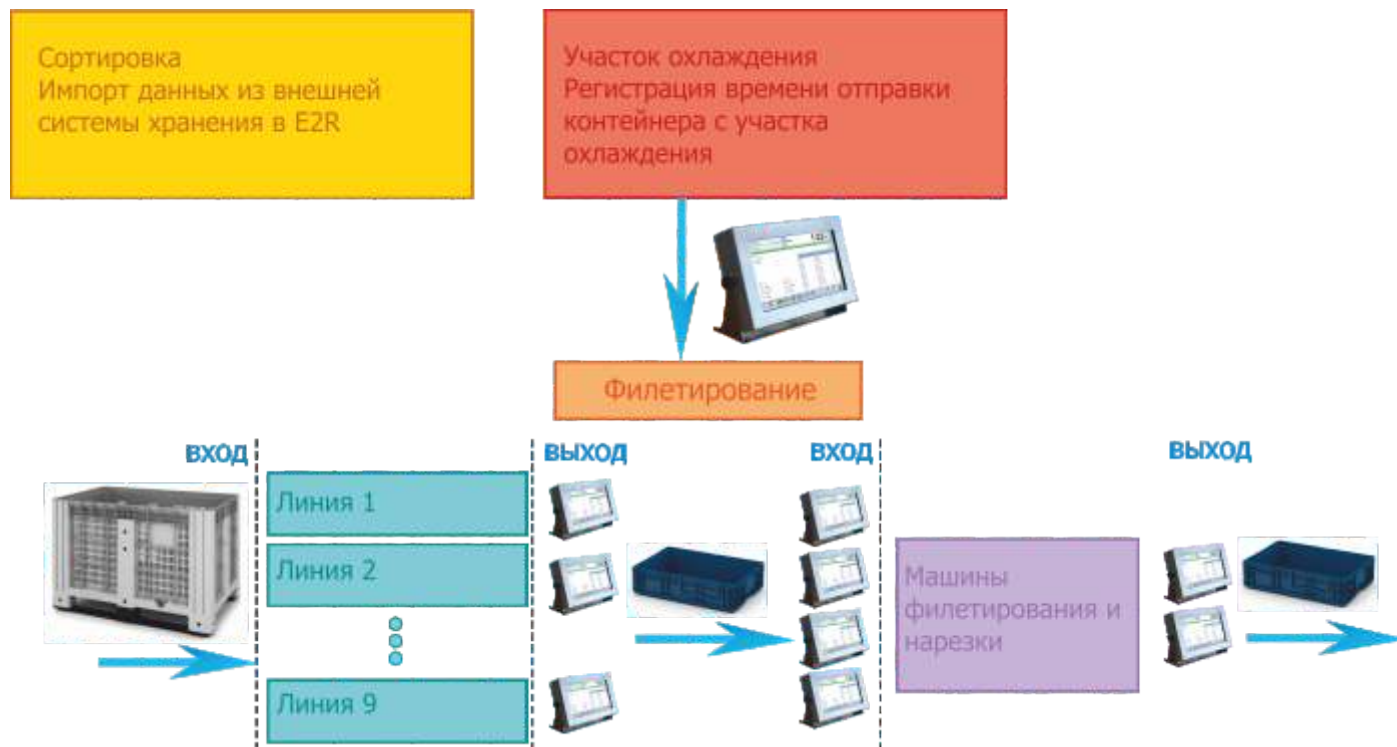 Сортировка
Импорт данных из внешней
системы хранения в E2R
Участок охлаждения
Регистрация времени отправки
контейнера с участка
охлаждения
Филетирование
ВХОД
ВЫХОД
ВХОД
ВЫХОД
Линия 1
Линия 2
Линия 9
Машины
филетирования и
нарезки